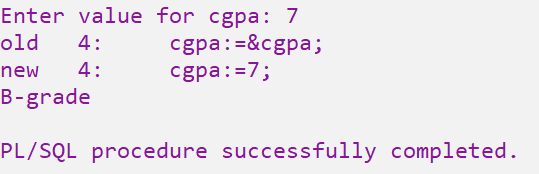 Enter value for cgpa: 7
old   4:     cgpa:=&cgpa;
new   4:     cgpa:=7;
B-grade

PL/SQL procedure successfully completed.